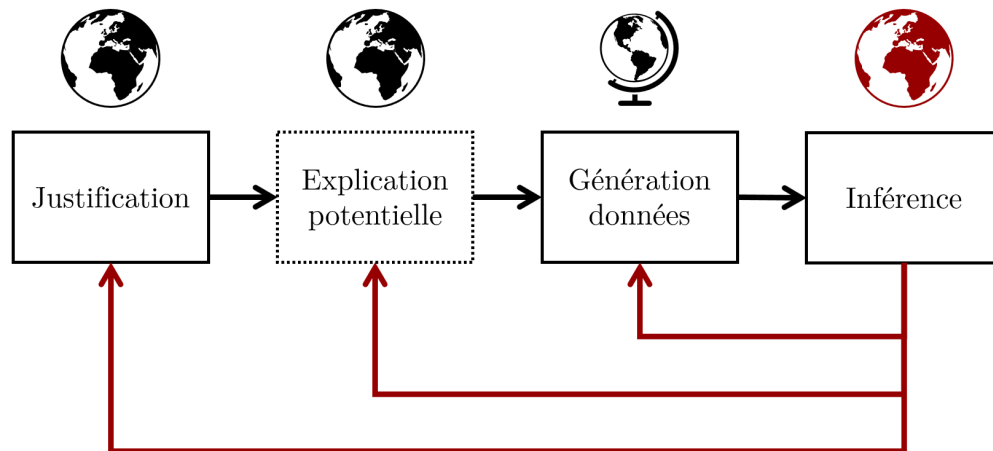 Justification
Explication
potentielle
Génération
données
Inférence